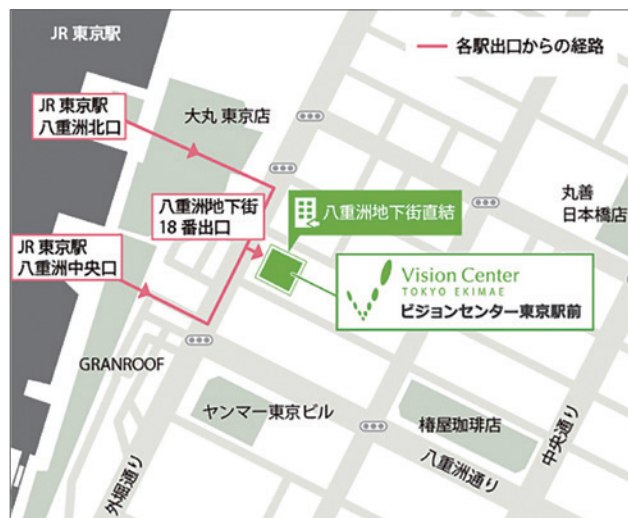 JR 東京駅
各駅出口からの経路
JR 東京駅
八重洲北口
大丸 東京店
八重洲地下街
18 番出口
八重洲地下街直結
丸善
日本橋店
JR 東京駅
八重洲中央口
Vision Center
TOKYO EKIMAE
ビジョンセンター東京駅前
GRANROOF
ヤンマー東京ビル
椿屋珈琲店
八重洲通り
中央通り
外堀通り